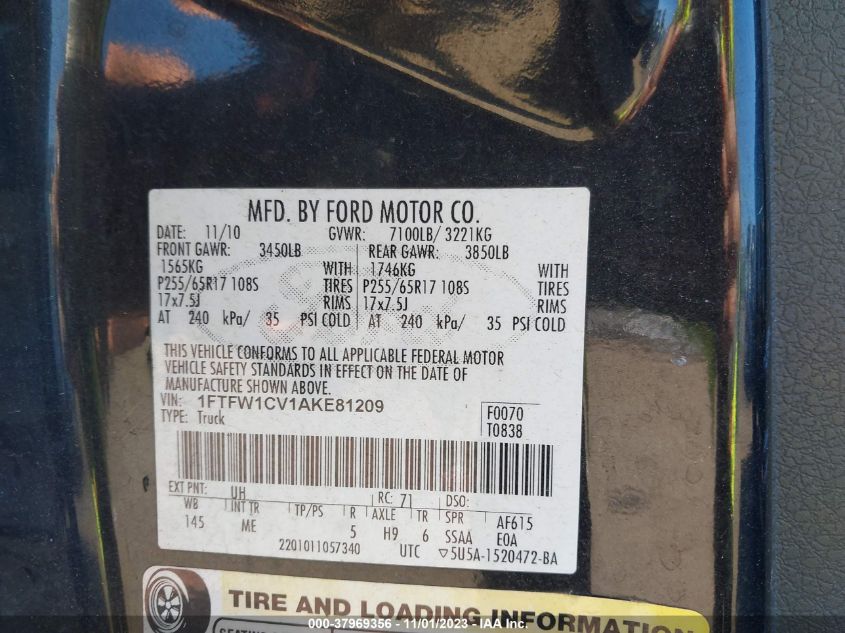 MFD. BY FORD MOTOR CO.
DATE: 11/10 GVWR: 7100LB/ 3221KG
FRONT GAWR: 3450LB REAR GAWR: 3850LB
1565KG WITH 1746KG WITH
P255/65R17 108S TIRES P255/65R17 108S TIRES
17x7.5J RIMS 17x7.5J RIMS
AT 240 kPa/ 35 PSI COLD AT 240 kPa/ 35 PSI COLD
THIS VEHICLE CONFORMS TO ALL APPLICABLE FEDERAL MOTOR
VEHICLE SAFETY STANDARDS IN EFFECT ON THE DATE OF
MANUFACTURE SHOWN ABOVE.
VIN: 1FTFW1CV1AKE81209 F0070
TYPE: Truck T0838
EXT PNT: UH RC: 71 DSO:
WB INT TR TP/PS R AXLE TR SPR AF615
145 ME 5 H9 6 SSAA E0A
2201011057340 UTC ▽5U5A-1520472-BA
TIRE AND LOADING INFORMATION
000-37969356 - 11/01/2023 - IAA Inc.